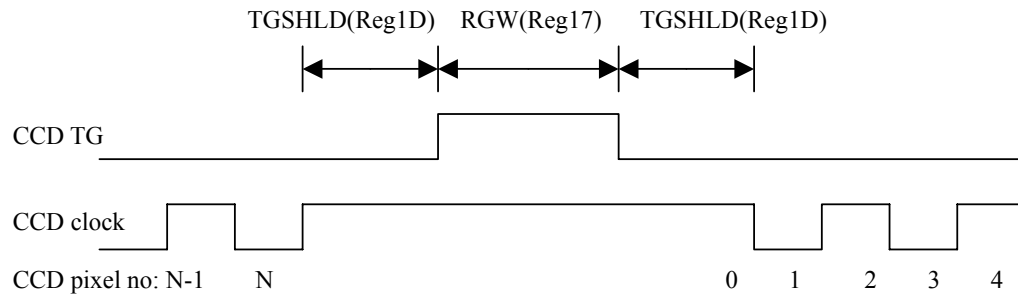 TGSHLD(Reg1D) RGW(Reg17) TGSHLD(Reg1D)
CCD TG
CCD clock
CCD pixel no: N-1 N 0 1 2 3 4